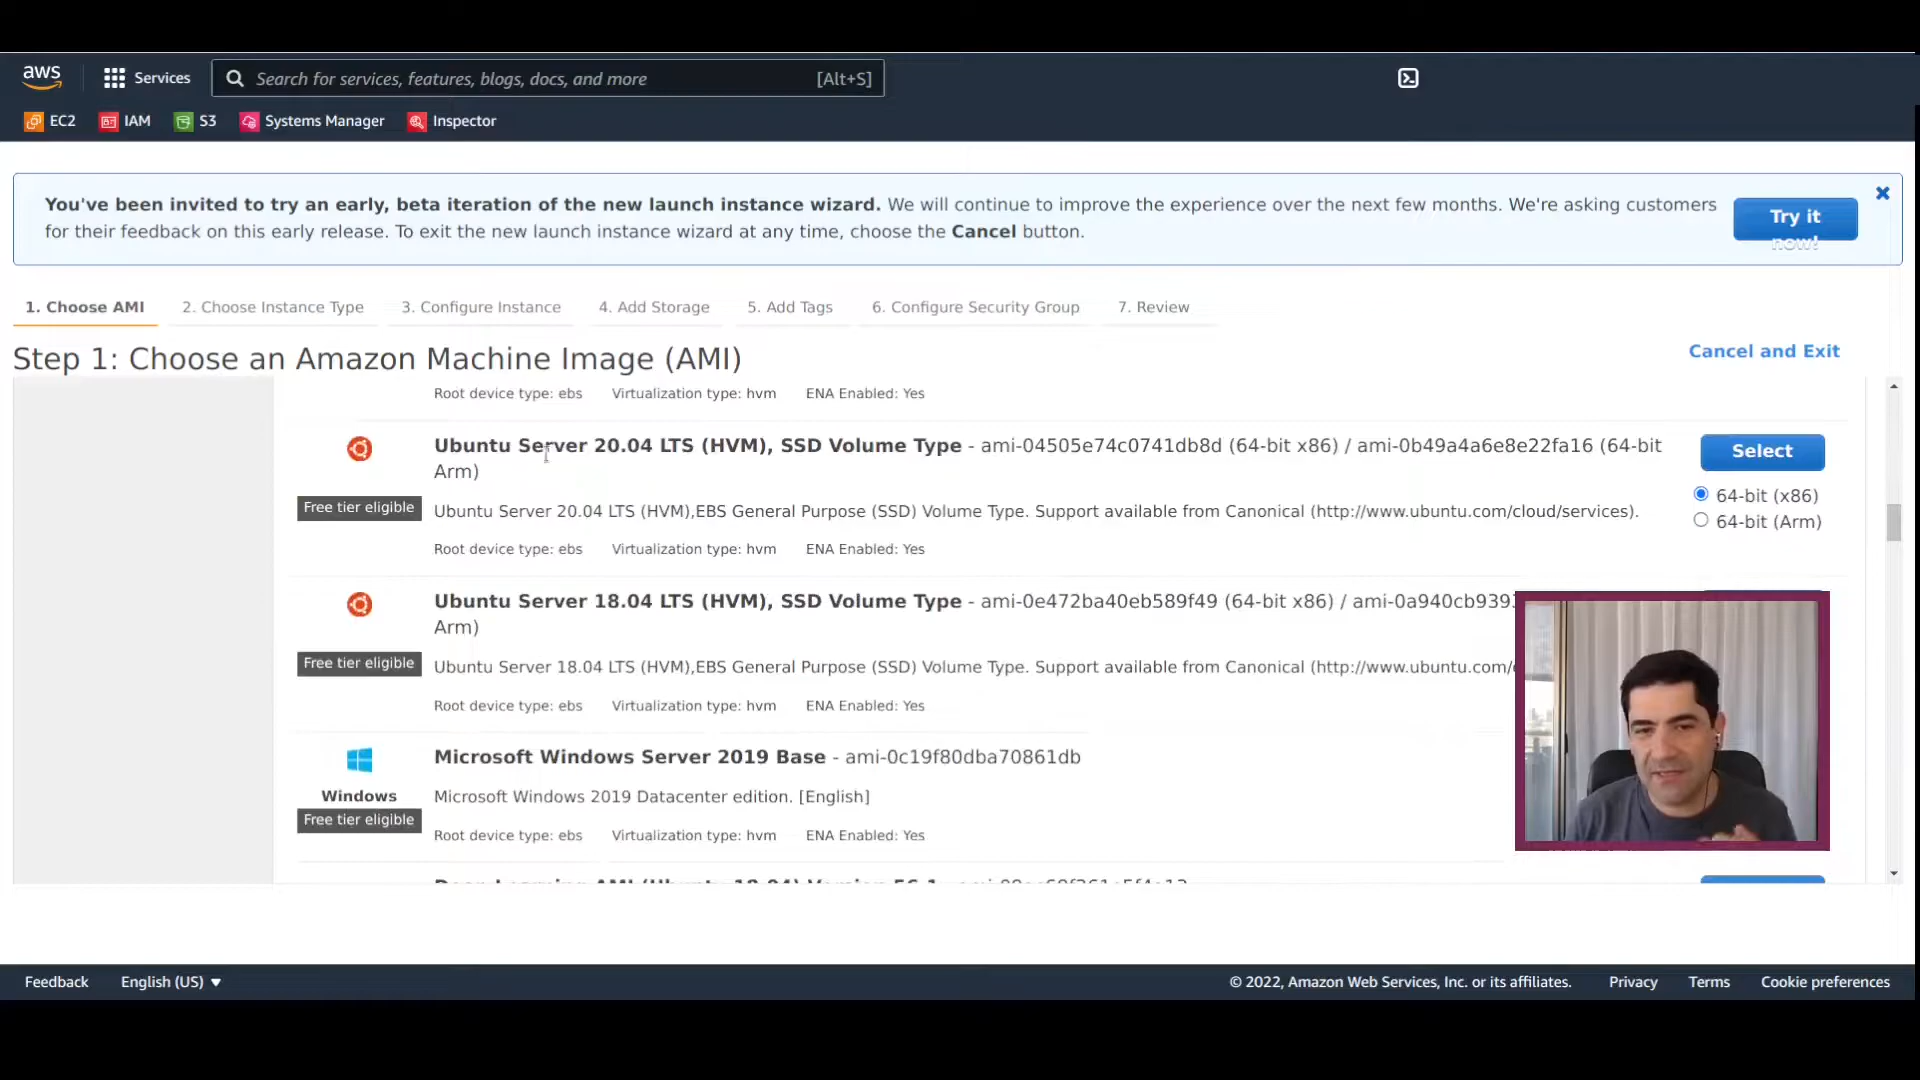 aws
Services
Search for services, features, blogs, docs, and more
[Alt+S]
EC2
IAM
S3
Systems Manager
Inspector
You've been invited to try an early, beta iteration of the new launch instance wizard. We will continue to improve the experience over the next few months. We're asking customers
for their feedback on this early release. To exit the new launch instance wizard at any time, choose the Cancel button.
Try it
now!
1. Choose AMI
2. Choose Instance Type
3. Configure Instance
4. Add Storage
5. Add Tags
6. Configure Security Group
7. Review
Step 1: Choose an Amazon Machine Image (AMI)
Cancel and Exit
Root device type: ebs
Virtualization type: hvm
ENA Enabled: Yes
Ubuntu Server 20.04 LTS (HVM), SSD Volume Type - ami-04505e74c0741db8d (64-bit x86) / ami-0b49a4a6e8e22fa16 (64-bit
Arm)
Select
64-bit (x86)
64-bit (Arm)
Free tier eligible
Ubuntu Server 20.04 LTS (HVM),EBS General Purpose (SSD) Volume Type. Support available from Canonical (http://www.ubuntu.com/cloud/services).
Root device type: ebs
Virtualization type: hvm
ENA Enabled: Yes
Ubuntu Server 18.04 LTS (HVM), SSD Volume Type - ami-0e472ba40eb589f49 (64-bit x86) / ami-0a940cb939
Arm)
Free tier eligible
Ubuntu Server 18.04 LTS (HVM),EBS General Purpose (SSD) Volume Type. Support available from Canonical (http://www.ubuntu.com/
Root device type: ebs
Virtualization type: hvm
ENA Enabled: Yes
Microsoft Windows Server 2019 Base - ami-0c19f80dba70861db
Windows
Free tier eligible
Microsoft Windows 2019 Datacenter edition. [English]
Root device type: ebs
Virtualization type: hvm
ENA Enabled: Yes
Deep Learning AMI (Ubuntu 18.04) Version 56.1
Feedback
English (US)
© 2022, Amazon Web Services, Inc. or its affiliates.
Privacy
Terms
Cookie preferences